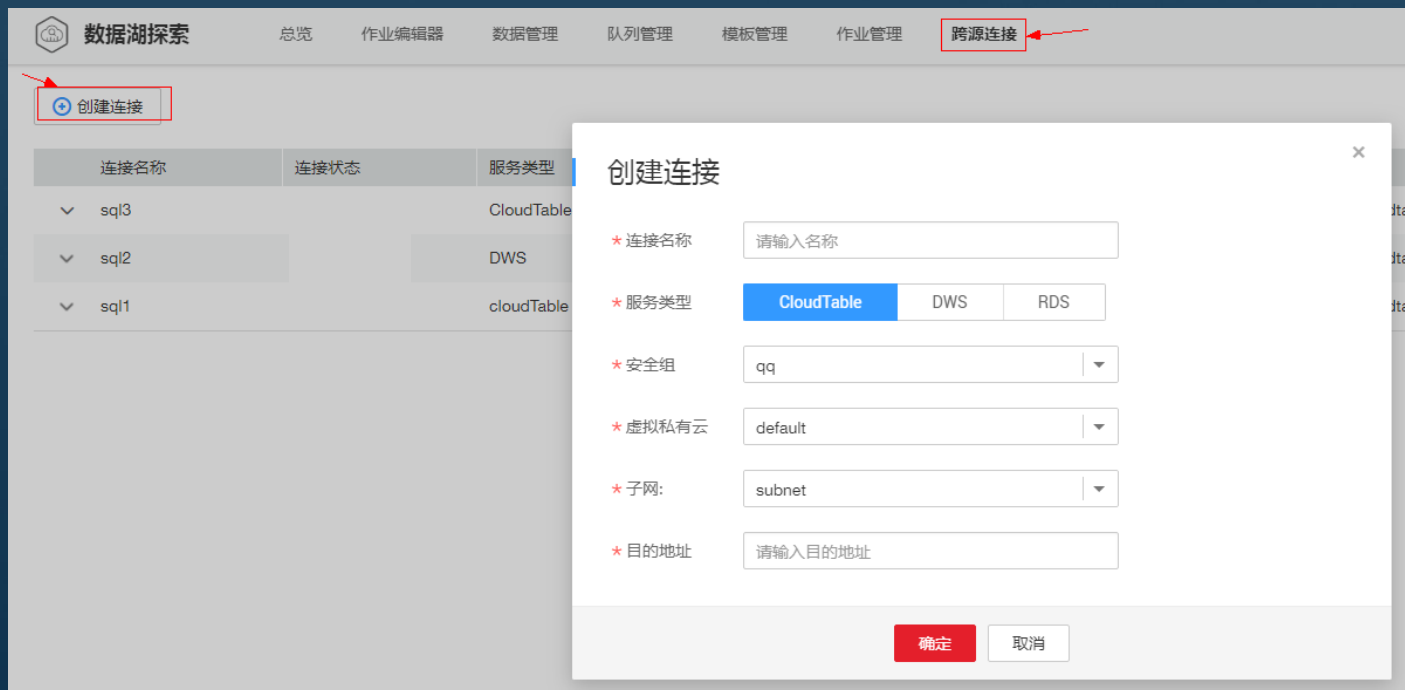 数据湖探索 总览 作业编辑器 数据管理 队列管理 模板管理 作业管理 跨源连接
创建连接
连接名称 连接状态 服务类型
sql3 CloudTable
sql2 DWS
sql1 cloudTable
创建连接
×
* 连接名称 请输入名称
* 服务类型 CloudTable DWS RDS
* 安全组 qq
* 虚拟私有云 default
* 子网: subnet
* 目的地址 请输入目的地址
确定 取消